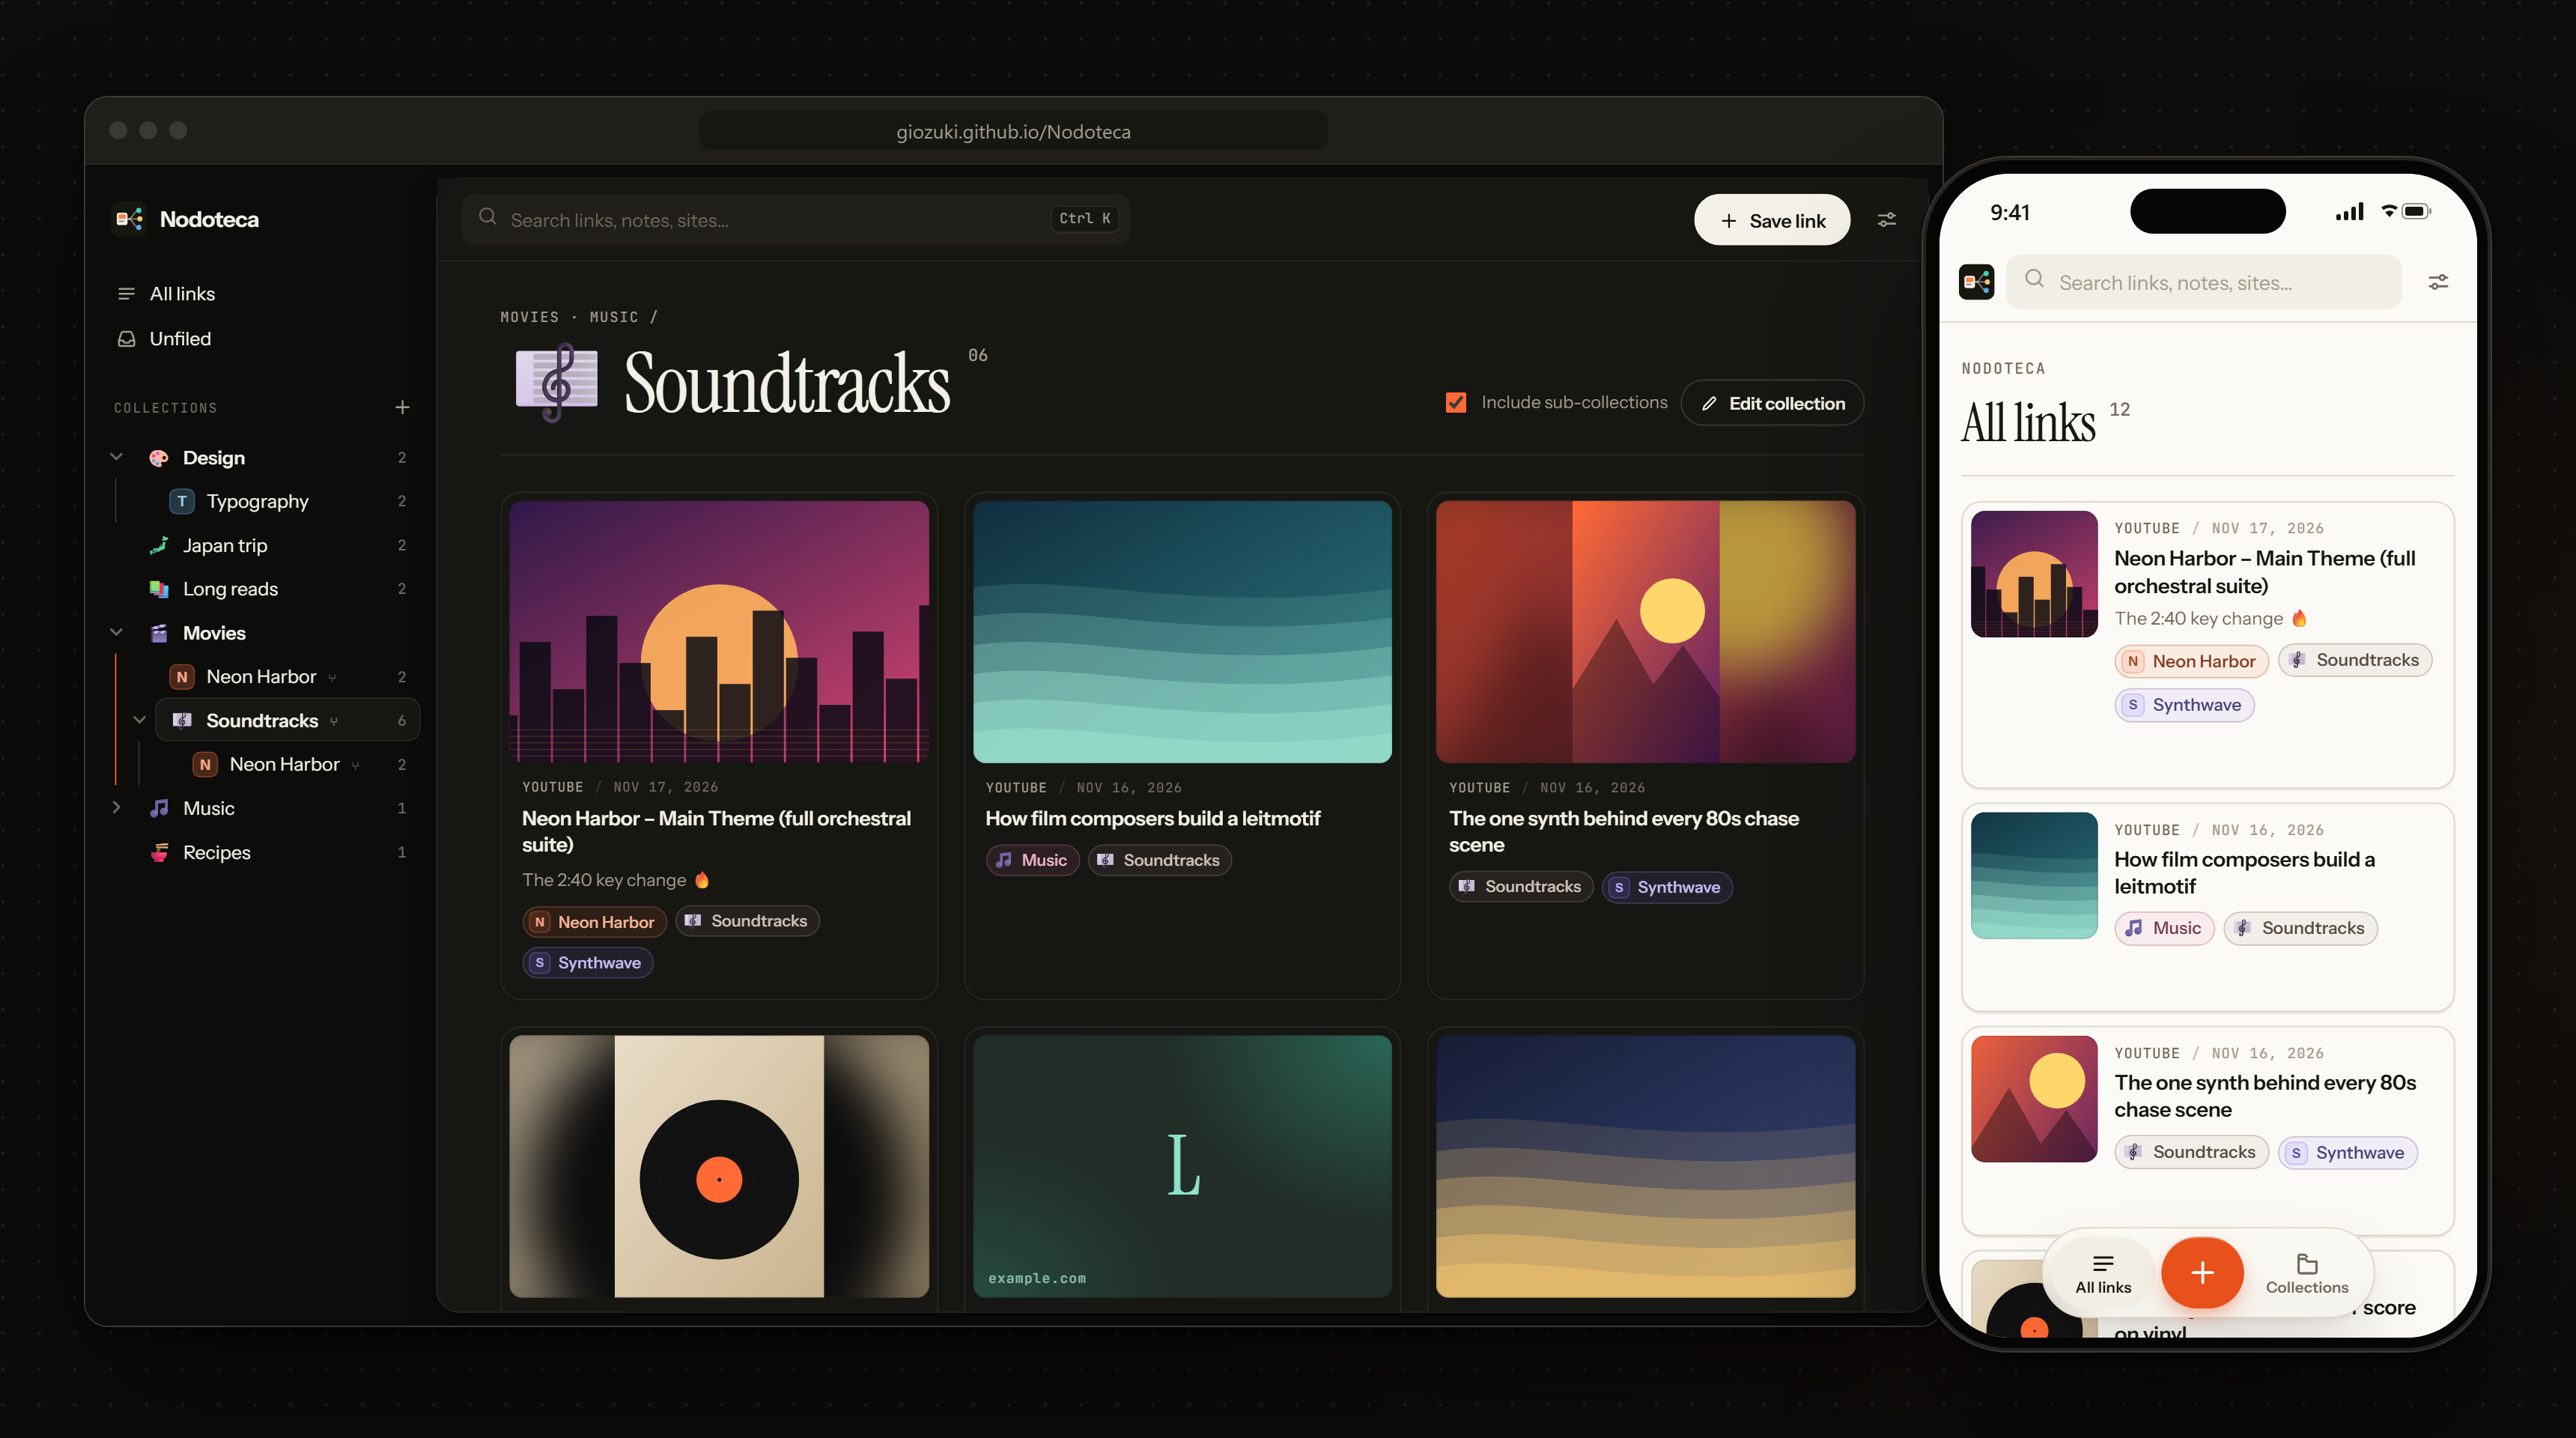 giozuki.github.io/Nodoteca
Nodoteca
All links
Unfiled
COLLECTIONS
Design 2
T Typography 2
Japan trip 2
Long reads 2
Movies
N Neon Harbor 2
Soundtracks 6
N Neon Harbor 2
Music 1
Recipes 1
Search links, notes, sites... Ctrl K
Save link
MOVIES · MUSIC /
Soundtracks 06
Include sub-collections
Edit collection
YOUTUBE / NOV 17, 2026
Neon Harbor – Main Theme (full orchestral
suite)
The 2:40 key change 🔥
N Neon Harbor Soundtracks
S Synthwave
YOUTUBE / NOV 16, 2026
How film composers build a leitmotif
Music Soundtracks
YOUTUBE / NOV 16, 2026
The one synth behind every 80s chase
scene
Soundtracks S Synthwave
L
example.com
9:41
Search links, notes, sites...
NODOTECA
All links 12
YOUTUBE / NOV 17, 2026
Neon Harbor – Main Theme (full
orchestral suite)
The 2:40 key change 🔥
N Neon Harbor Soundtracks
S Synthwave
YOUTUBE / NOV 16, 2026
How film composers build a
leitmotif
Music Soundtracks
YOUTUBE / NOV 16, 2026
The one synth behind every 80s
chase scene
Soundtracks S Synthwave
score
on vinyl
All links
Collections